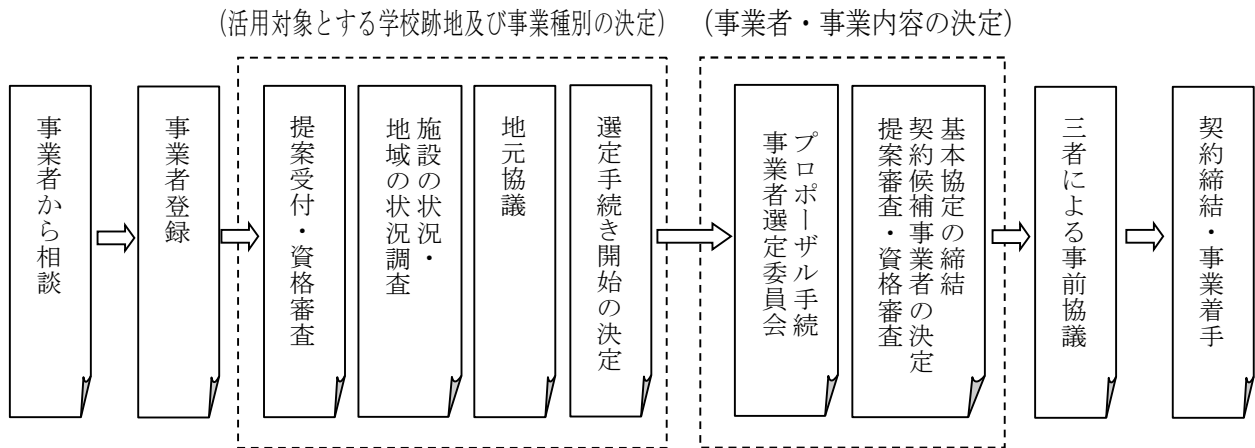 (活用対象とする学校跡地及び事業種別の決定)
(事業者・事業内容の決定)
事業者から相談
事業者登録
提案受付・資格審査
施設の状況・
地域の状況調査
地元協議
選定手続き開始の決定
プロポーザル手続
事業者選定委員会
基本協定の締結
契約候補事業者の決定
提案審査・資格審査
三者による事前協議
契約締結・事業着手